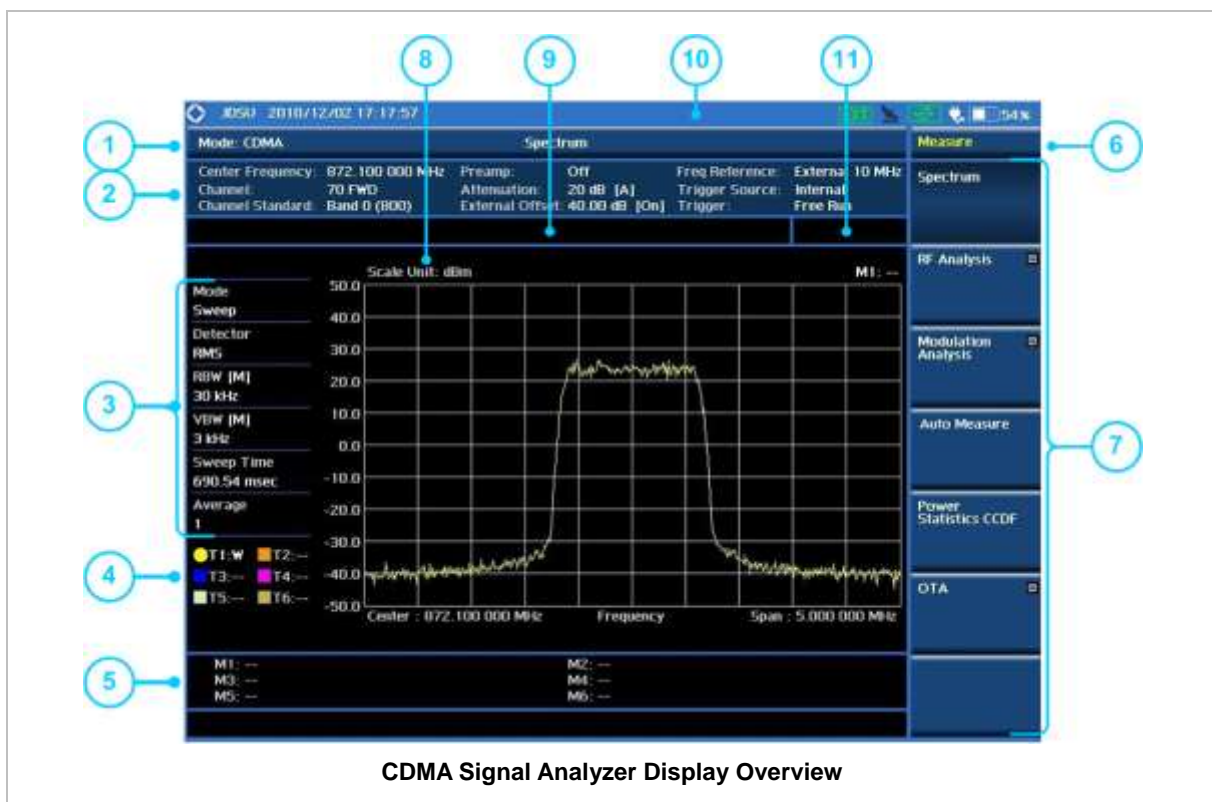 8 9 10 11
JDSU 2010/12/02 17:17:57 54%
1 Mode: CDMA Spectrum Measure 6
2 Center Frequency: 872.100 000 MHz Preamp: Off Freq Reference: External 10 MHz
Channel: 70 FWD Attenuation: 20 dB [A] Trigger Source: Internal
Channel Standard: Band 0 (800) External Offset: 40.00 dB [On] Trigger: Free Run
Spectrum
RF Analysis
Modulation
Analysis
Auto Measure
Power
Statistics CCDF
OTA
7
Scale Unit: dBm M1: --
3
Mode
Sweep
Detector
RMS
RBW [M]
30 kHz
VBW [M]
3 kHz
Sweep Time
690.54 msec
Average
1
50.0
40.0
30.0
20.0
10.0
0.0
-10.0
-20.0
-30.0
-40.0
-50.0
4
T1:W T2:--
T3:-- T4:--
T5:-- T6:--
Center : 872.100 000 MHz Frequency Span : 5.000 000 MHz
5
M1: -- M2: --
M3: -- M4: --
M5: -- M6: --
CDMA Signal Analyzer Display Overview